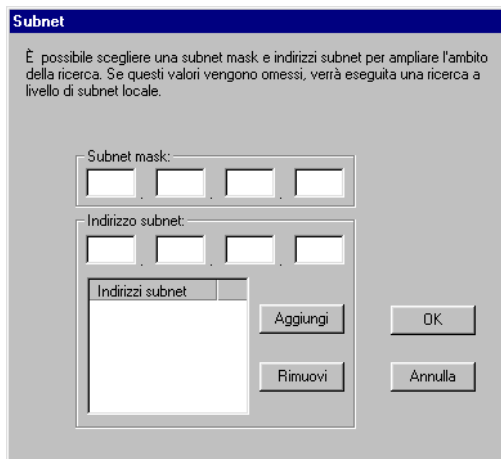 Subnet
È possibile scegliere una subnet mask e indirizzi subnet per ampliare l'ambito
della ricerca. Se questi valori vengono omessi, verrà eseguita una ricerca a
livello di subnet locale.
Subnet mask:
. . .
Indirizzo subnet:
. . .
Indirizzi subnet
Aggiungi
OK
Rimuovi
Annulla